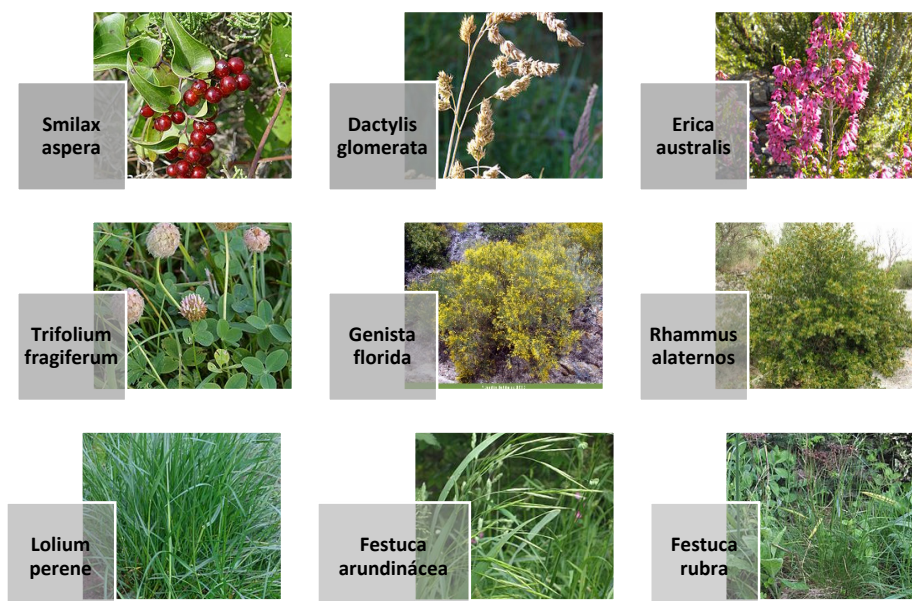 Smilax
aspera
Dactylis
glomerata
Erica
australis
Trifolium
fragiferum
Genista
florida
Rhammus
alaternos
Lolium
perene
Festuca
arundinácea
Festuca
rubra